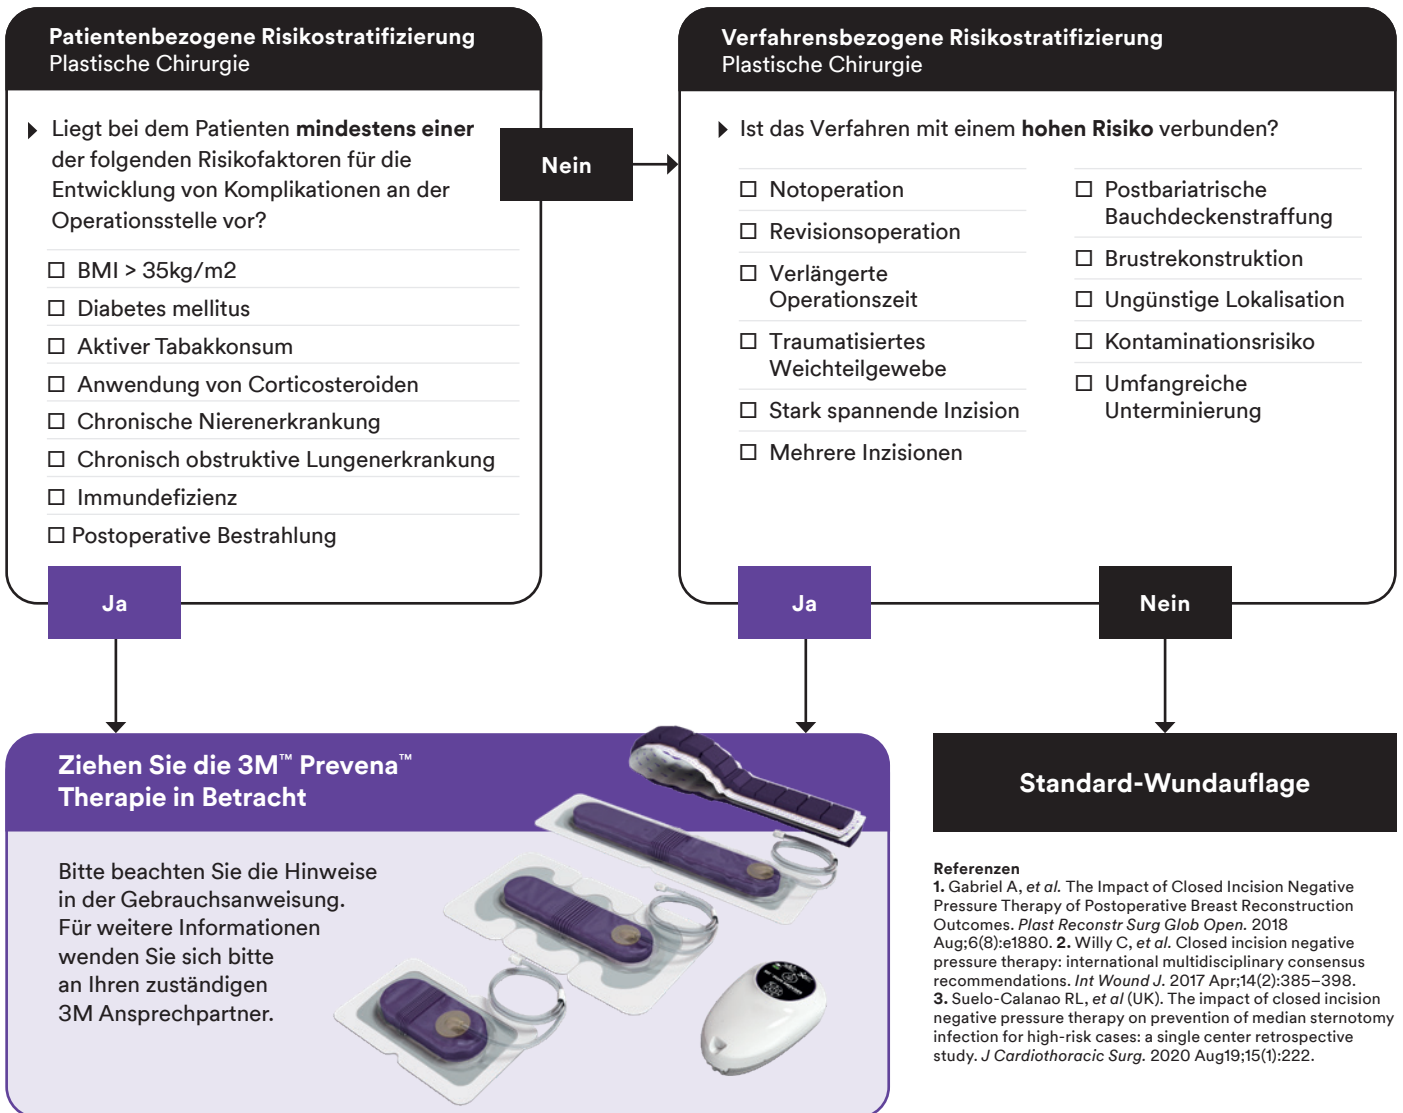 Patientenbezogene Risikostratifizierung
Plastische Chirurgie
Liegt bei dem Patienten mindestens einer
der folgenden Risikofaktoren für die
Entwicklung von Komplikationen an der
Operationsstelle vor?
BMI > 35kg/m2
Diabetes mellitus
Aktiver Tabakkonsum
Anwendung von Corticosteroiden
Chronische Nierenerkrankung
Chronisch obstruktive Lungenerkrankung
Immundefizienz
Postoperative Bestrahlung
Nein
Ja
Verfahrensbezogene Risikostratifizierung
Plastische Chirurgie
Ist das Verfahren mit einem hohen Risiko verbunden?
Notoperation
Revisionsoperation
Verlängerte
Operationszeit
Traumatisiertes
Weichteilgewebe
Stark spannende Inzision
Mehrere Inzisionen
Postbariatrische
Bauchdeckenstraffung
Brustrekonstruktion
Ungünstige Lokalisation
Kontaminationsrisiko
Umfangreiche
Unterminierung
Ja
Nein
Ziehen Sie die 3M™ Prevena™
Therapie in Betracht
Bitte beachten Sie die Hinweise
in der Gebrauchsanweisung.
Für weitere Informationen
wenden Sie sich bitte
an Ihren zuständigen
3M Ansprechpartner.
Standard-Wundauflage
Referenzen
1. Gabriel A, et al. The Impact of Closed Incision Negative
Pressure Therapy of Postoperative Breast Reconstruction
Outcomes. Plast Reconstr Surg Glob Open. 2018
Aug;6(8):e1880. 2. Willy C, et al. Closed incision negative
pressure therapy: international multidisciplinary consensus
recommendations. Int Wound J. 2017 Apr;14(2):385–398.
3. Suelo-Calanao RL, et al (UK). The impact of closed incision
negative pressure therapy on prevention of median sternotomy
infection for high-risk cases: a single center retrospective
study. J Cardiothoracic Surg. 2020 Aug19;15(1):222.